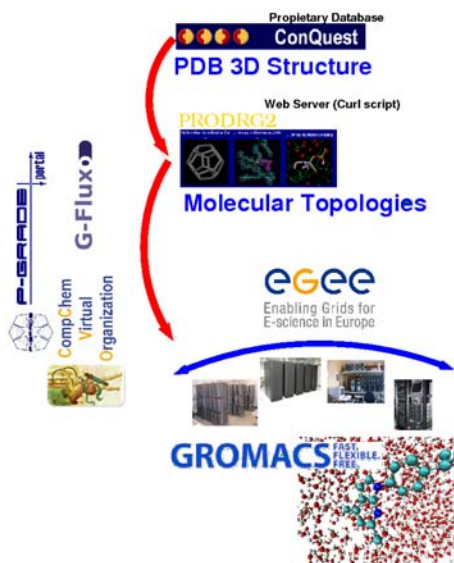 Propietary Database
ConQuest
PDB 3D Structure
Web Server (Curl script)
PRODRG2
Molecular Topologies
P-GRADE
portal
G-Flux
CompChem
Virtual
Organization
eGee
Enabling Grids for
E-science in Europe
GROMACS
FAST.
FLEXIBLE.
FREE.